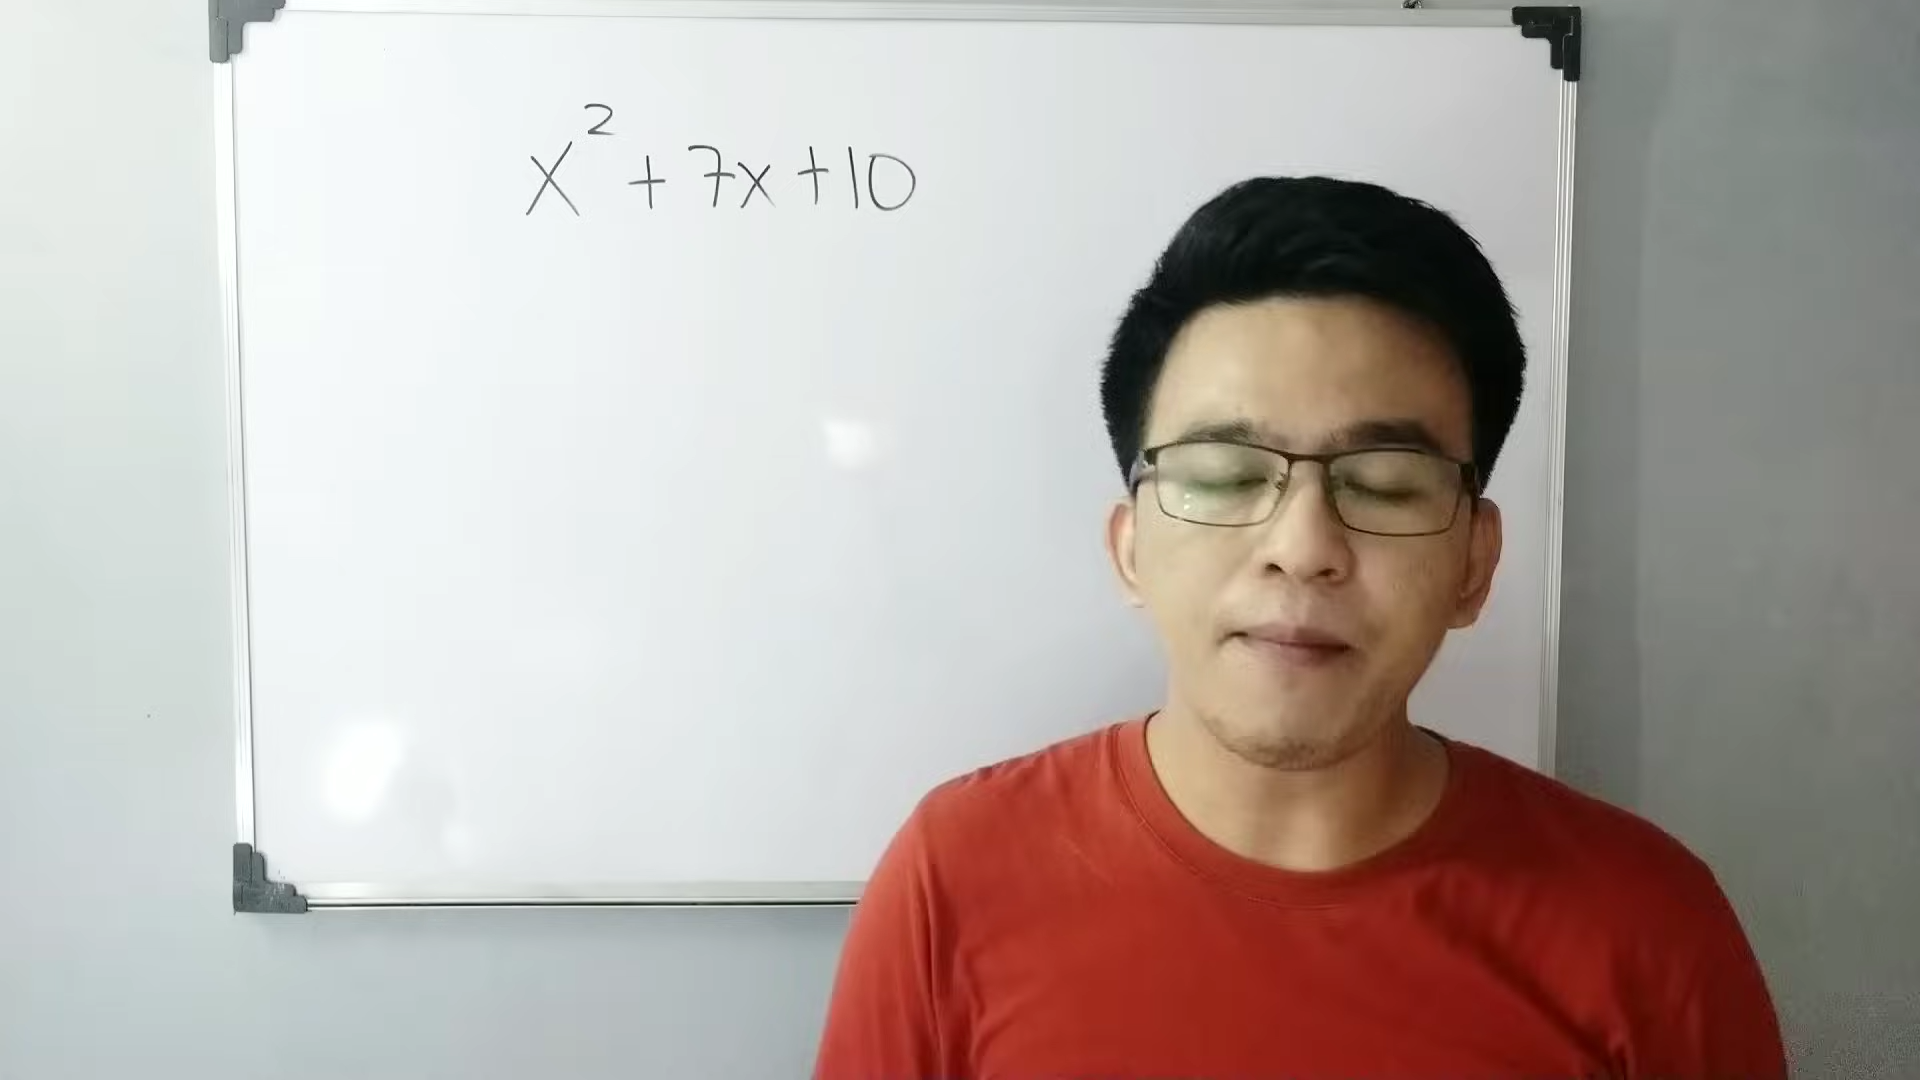 x² + 7x + 10